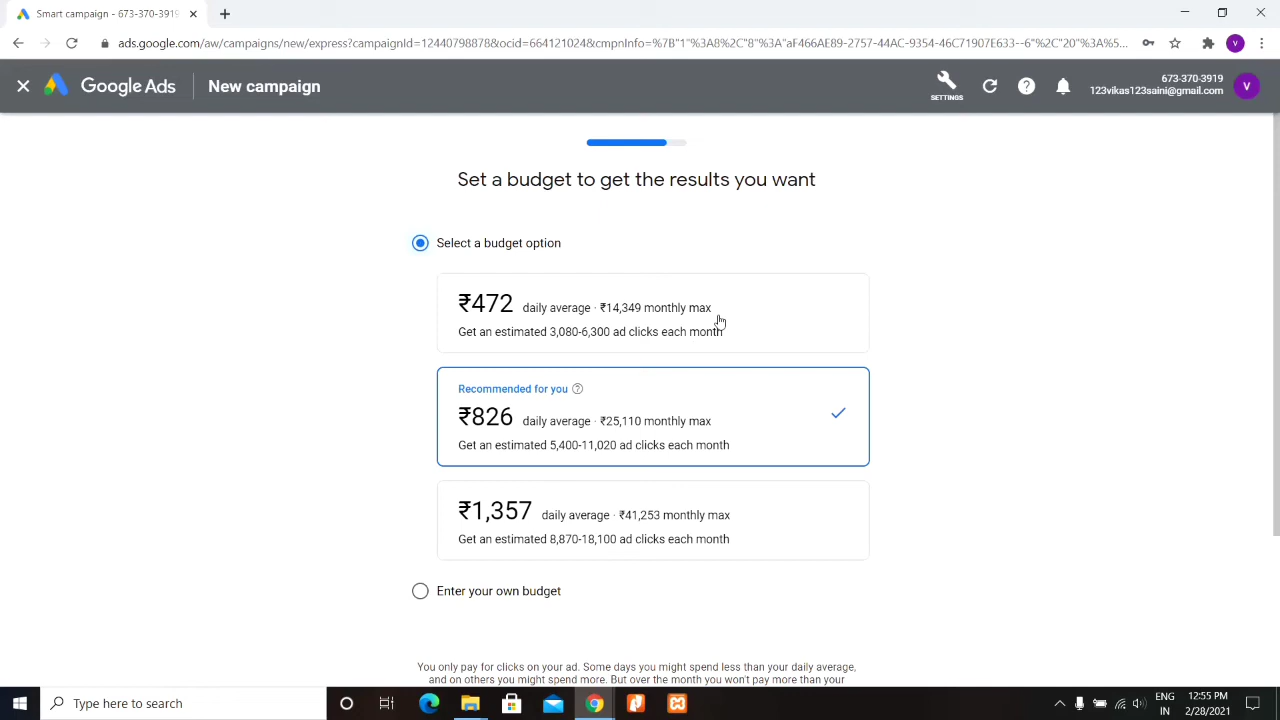 Smart campaign - 673-370-3919
ads.google.com/aw/campaigns/new/express?campaignId=12440798878&ocid=664121024&cmpnInfo=%7B"1"%3A8%2C"8"%3A"aF466AE89-2757-44AC-9354-46C71907E633--6"%2C"20"%3A%5...
V
Google Ads
New campaign
SETTINGS
673-370-3919
123vikas123saini@gmail.com
V
Set a budget to get the results you want
Select a budget option
₹472 daily average · ₹14,349 monthly max
Get an estimated 3,080-6,300 ad clicks each month
Recommended for you
₹826 daily average · ₹25,110 monthly max
Get an estimated 5,400-11,020 ad clicks each month
₹1,357 daily average · ₹41,253 monthly max
Get an estimated 8,870-18,100 ad clicks each month
Enter your own budget
You only pay for clicks on your ad. Some days you might spend less than your daily average,
and on others you might spend more. But over the month you won't pay more than your
Type here to search
ENG
IN
12:55 PM
2/28/2021